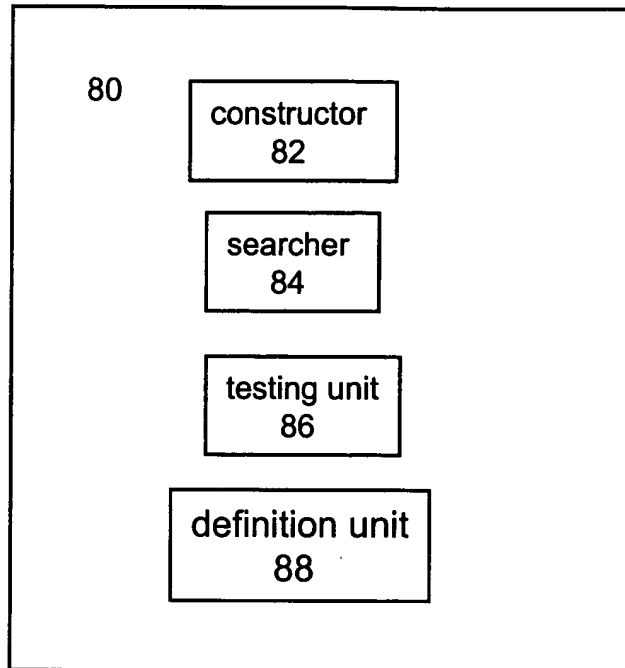 80
constructor
82
searcher
84
testing unit
86
definition unit
88